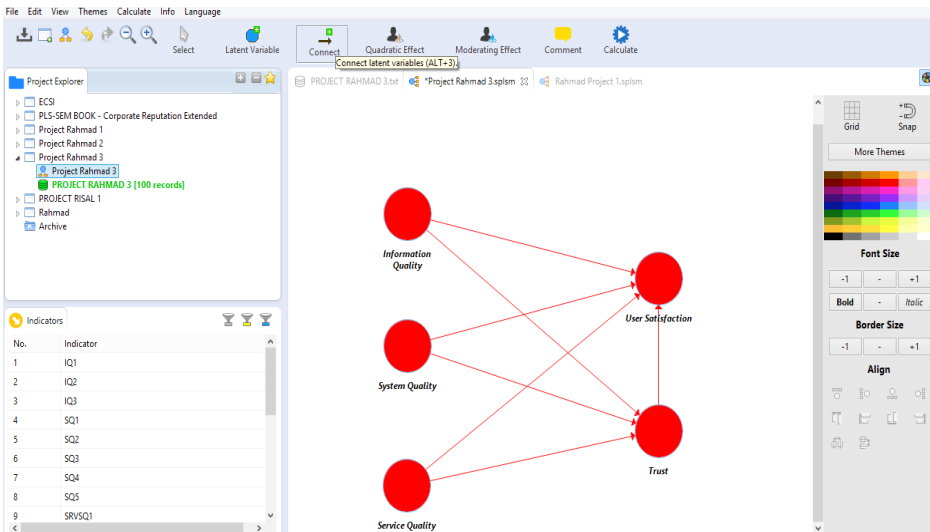 File Edit View Themes Calculate Info Language
Select Latent Variable Connect Quadratic Effect Moderating Effect Comment Calculate
Connect latent variables (ALT+3)
Project Explorer
PROJECT RAHMAD 3.txt *Project Rahmad 3.splsm Rahmad Project 1.splsm
ECSI
PLS-SEM BOOK - Corporate Reputation Extended
Project Rahmad 1
Project Rahmad 2
Project Rahmad 3
Project Rahmad 3
PROJECT RAHMAD 3 [100 records]
PROJECT RISAL 1
Rahmad
Archive
Indicators
No. Indicator
1 IQ1
2 IQ2
3 IQ3
4 SQ1
5 SQ2
6 SQ3
7 SQ4
8 SQ5
9 SRVSQ1
Information
Quality
System Quality
Service Quality
User Satisfaction
Trust
Grid Snap
More Themes
Font Size
-1 - +1
Bold - Italic
Border Size
-1 - +1
Align